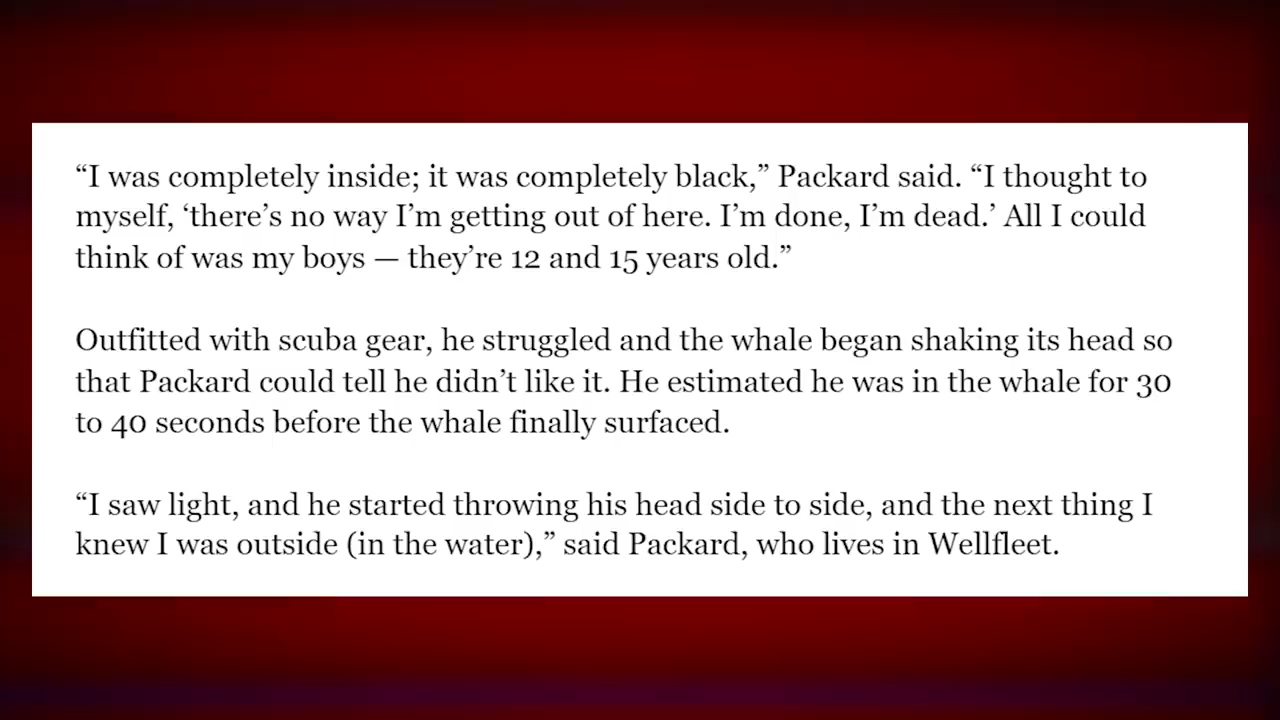 “I was completely inside; it was completely black,” Packard said. “I thought to
myself, ‘there’s no way I’m getting out of here. I’m done, I’m dead.’ All I could
think of was my boys — they’re 12 and 15 years old.”
Outfitted with scuba gear, he struggled and the whale began shaking its head so
that Packard could tell he didn’t like it. He estimated he was in the whale for 30
to 40 seconds before the whale finally surfaced.
“I saw light, and he started throwing his head side to side, and the next thing I
knew I was outside (in the water),” said Packard, who lives in Wellfleet.